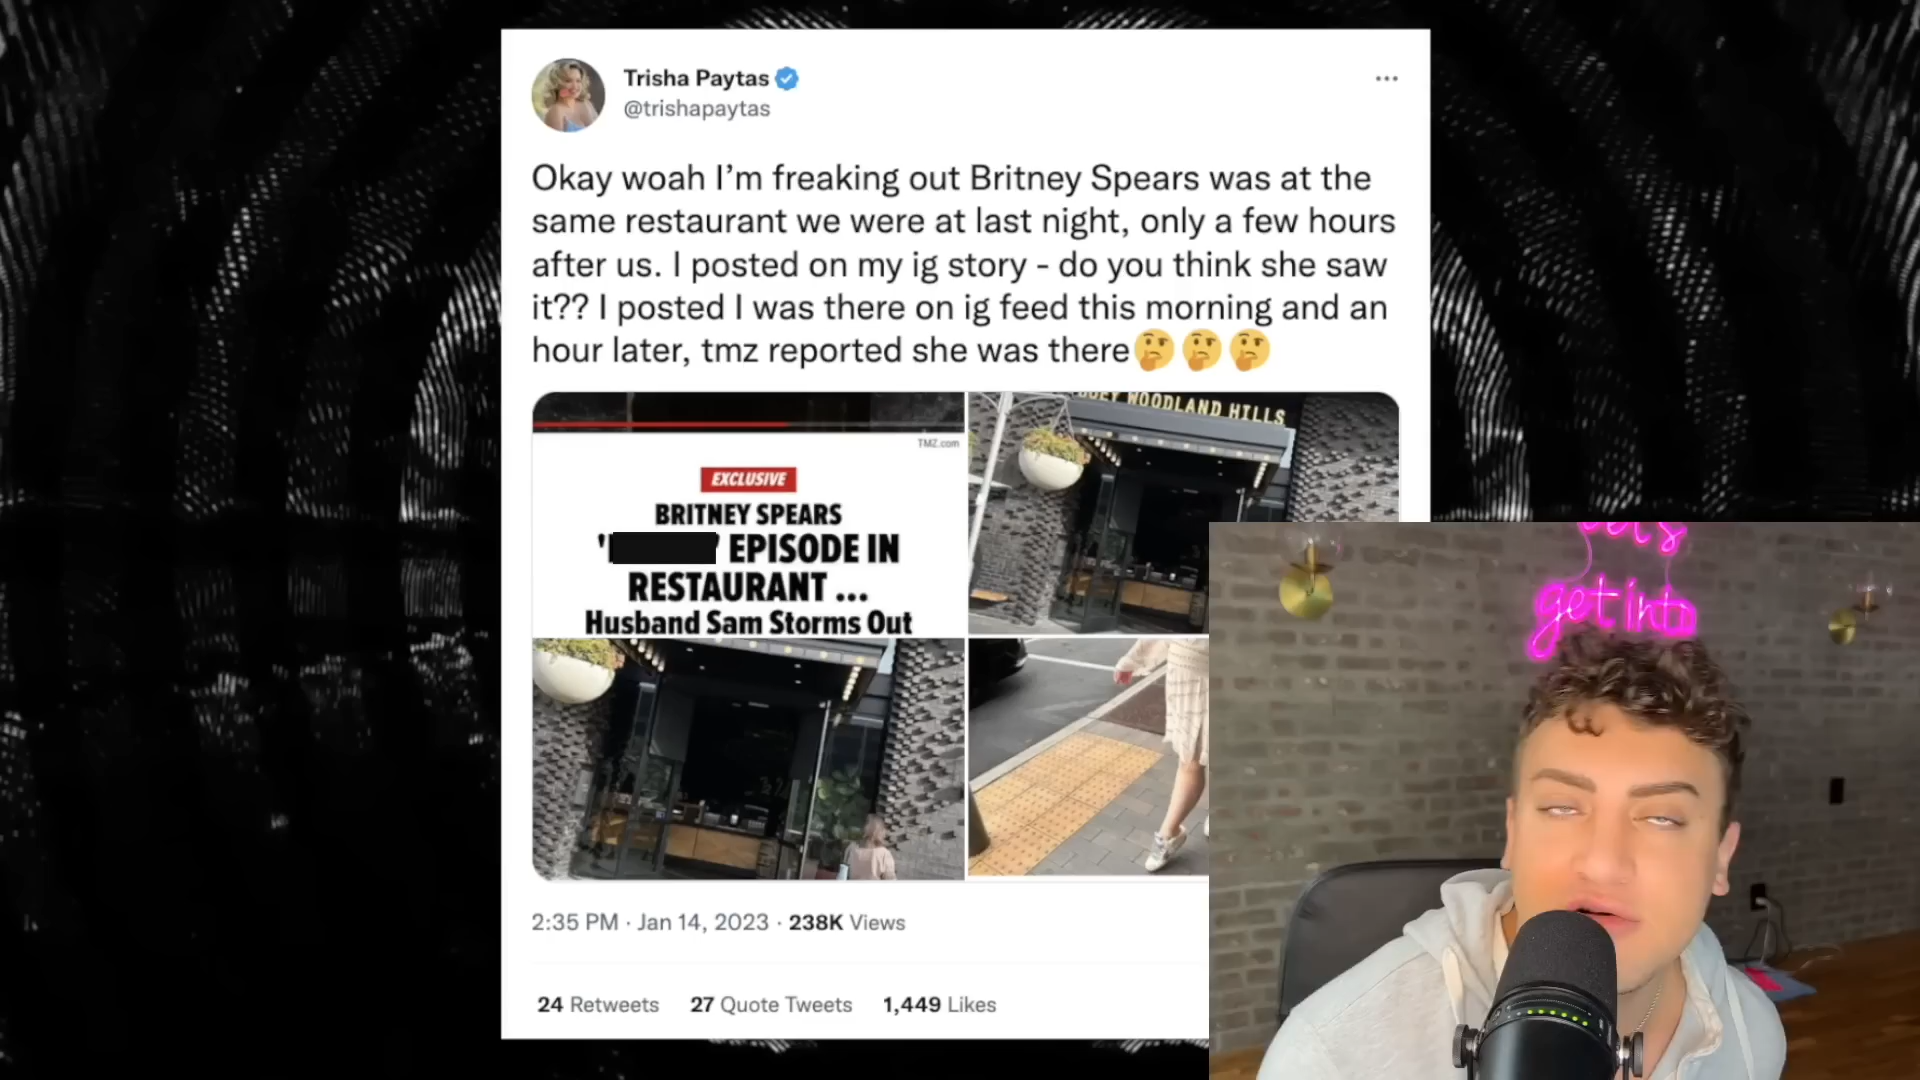 Trisha Paytas
@trishapaytas
Okay woah I’m freaking out Britney Spears was at the
same restaurant we were at last night, only a few hours
after us. I posted on my ig story - do you think she saw
it?? I posted I was there on ig feed this morning and an
hour later, tmz reported she was there🤔🤔🤔
TMZ.com
EXCLUSIVE
BRITNEY SPEARS
' ' EPISODE IN
RESTAURANT ...
Husband Sam Storms Out
WOODLAND HILLS
get into
2:35 PM · Jan 14, 2023 · 238K Views
24 Retweets 27 Quote Tweets 1,449 Likes